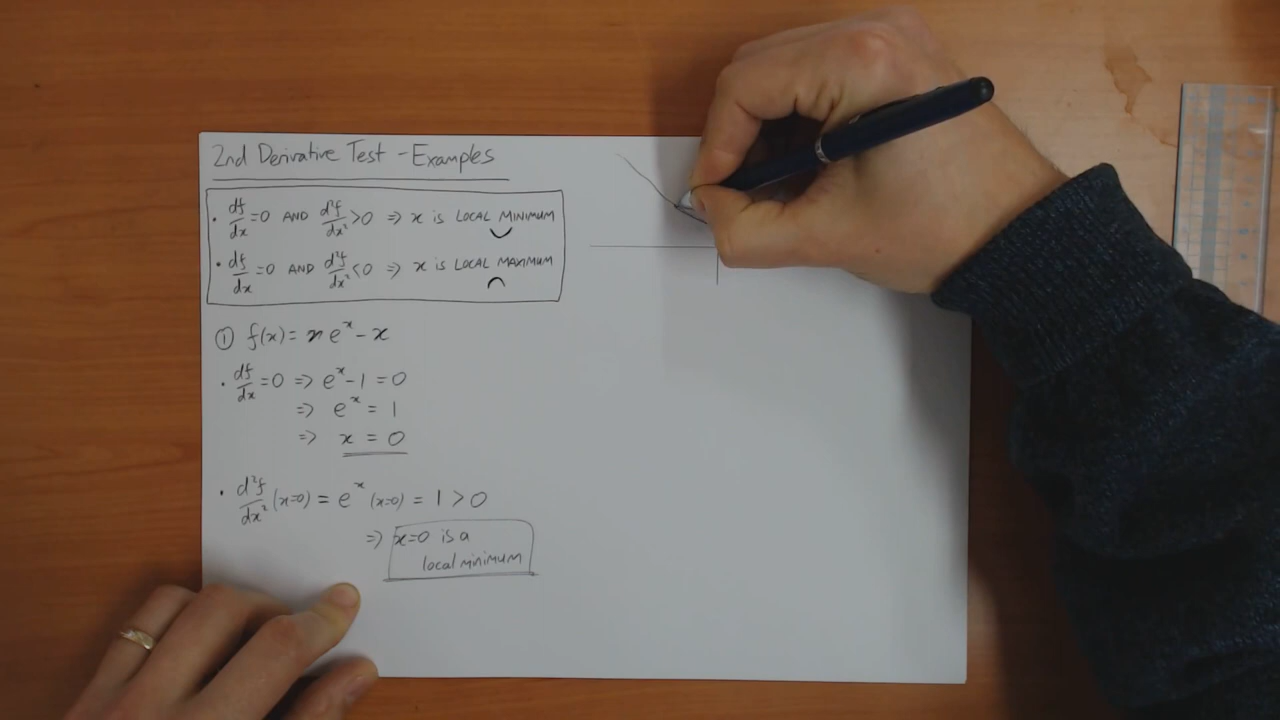 2nd Derivative Test - Examples
• df/dx = 0 AND d²f/dx² > 0 ⇒ x is LOCAL MINIMUM
• df/dx = 0 AND d²f/dx² < 0 ⇒ x is LOCAL MAXIMUM
① f(x) = e^x - x
• df/dx = 0 ⇒ e^x - 1 = 0
⇒ e^x = 1
⇒ x = 0
• d²f/dx² (x=0) = e^x (x=0) = 1 > 0
⇒ x=0 is a
local minimum